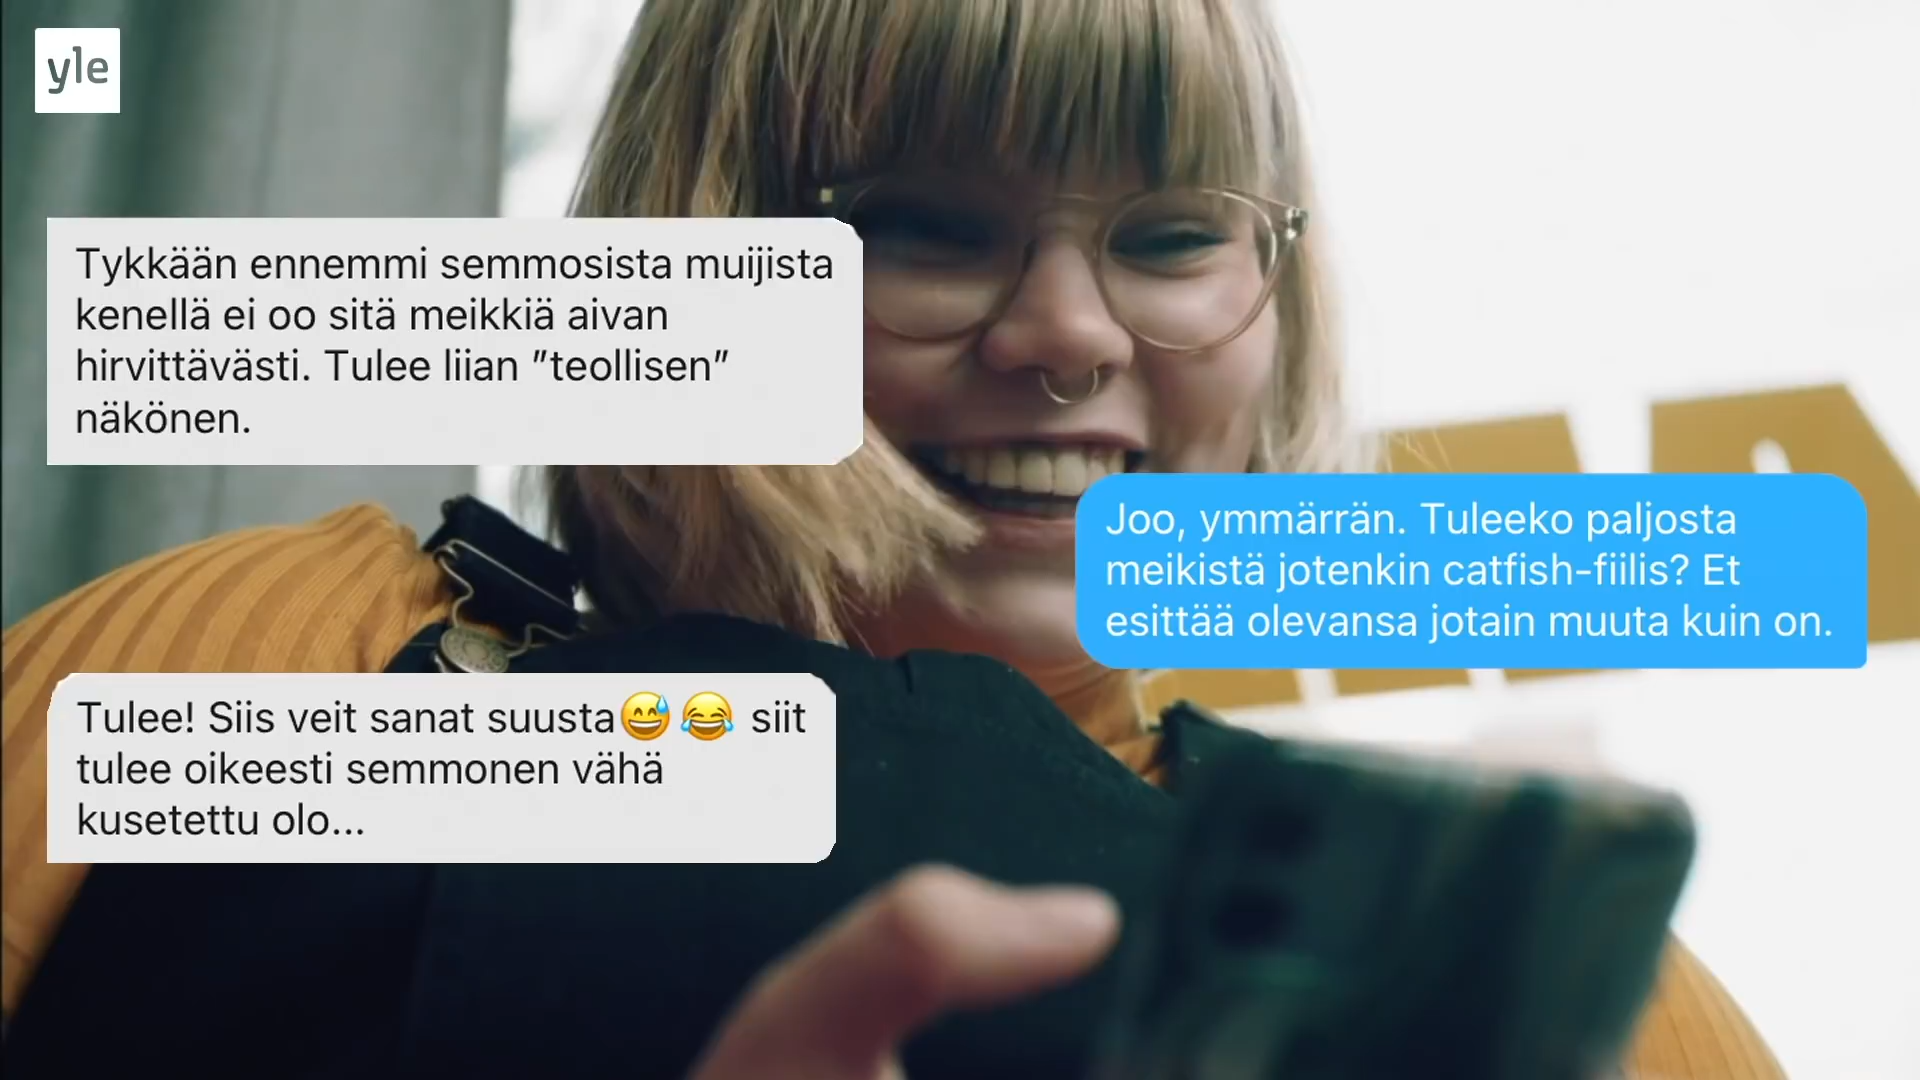 yle
Tykkään ennemmi semmosista muijista
kenellä ei oo sitä meikkiä aivan
hirvittävästi. Tulee liian ”teollisen”
näkönen.
Joo, ymmärrän. Tuleeko paljosta
meikistä jotenkin catfish-fiilis? Et
esittää olevansa jotain muuta kuin on.
Tulee! Siis veit sanat suusta😅😂 siit
tulee oikeesti semmonen vähä
kusetettu olo...